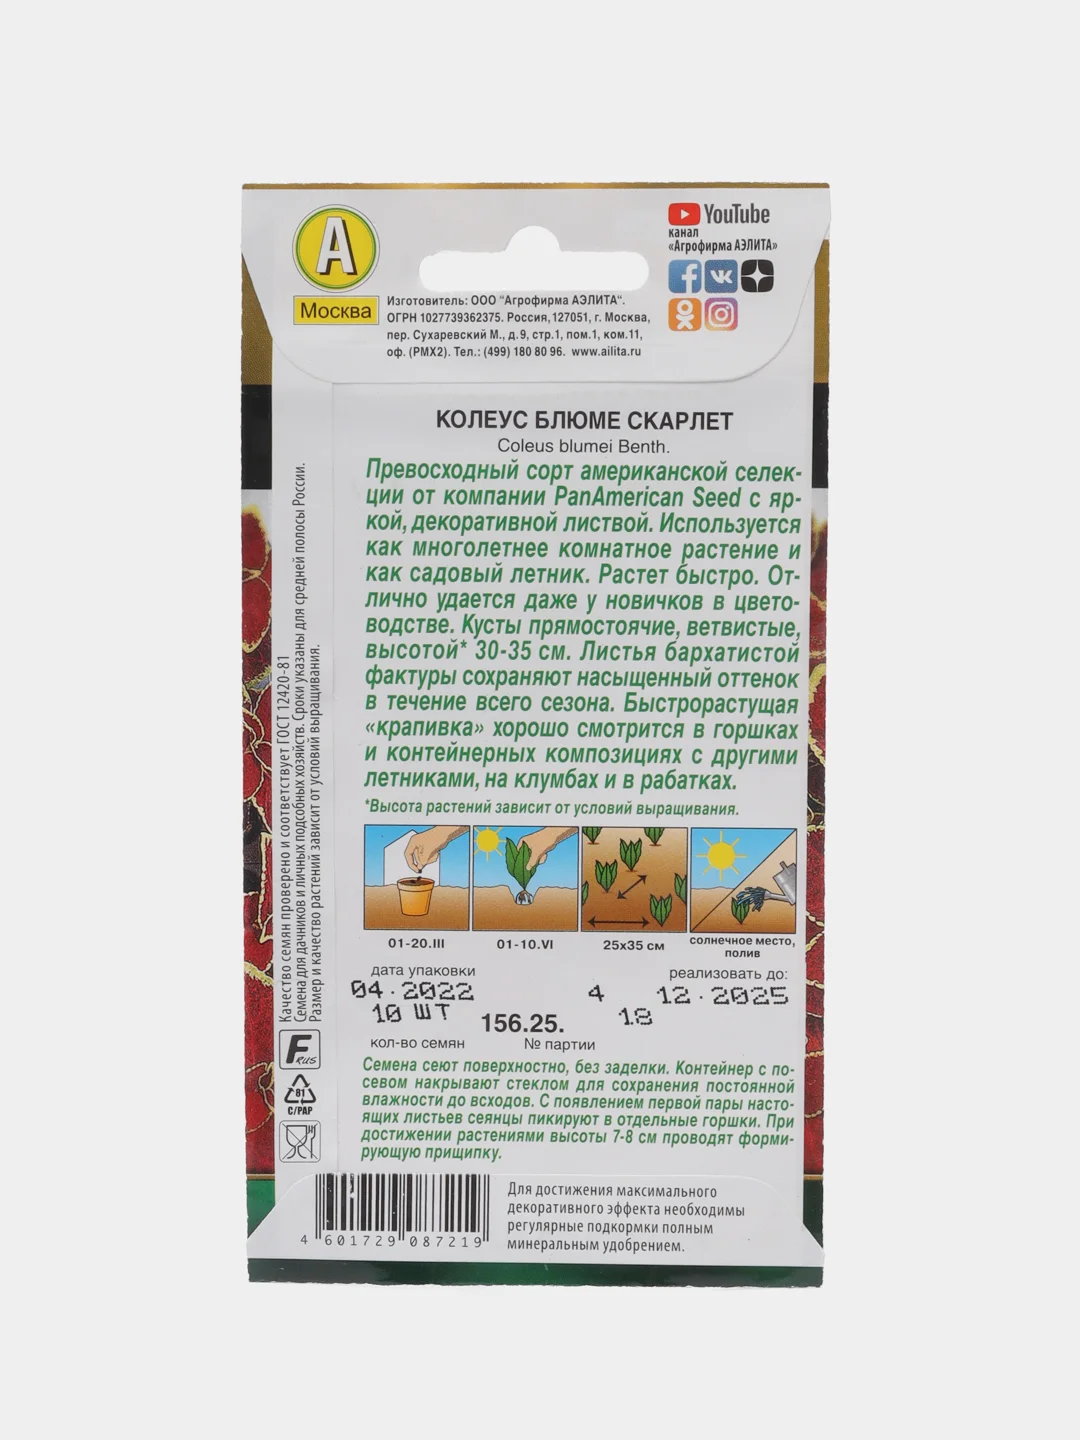 А
Москва
Изготовитель: ООО "Агрофирма АЭЛИТА".
ОГРН 1027739362375. Россия, 127051, г. Москва,
пер. Сухаревский М., д.9, стр.1, пом.1, ком.11,
оф. (РМХ2). Тел.: (499) 180 80 96. www.ailita.ru
YouTube
канал
«Агрофирма АЭЛИТА»
КОЛЕУС БЛЮМЕ СКАРЛЕТ
Coleus blumei Benth.
Превосходный сорт американской селек-
ции от компании PanAmerican Seed с яр-
кой, декоративной листвой. Используется
как многолетнее комнатное растение и
как садовый летник. Растет быстро. От-
лично удается даже у новичков в цвето-
водстве. Кусты прямостоячие, ветвистые,
высотой* 30-35 см. Листья бархатистой
фактуры сохраняют насыщенный оттенок
в течение всего сезона. Быстрорастущая
«крапивка» хорошо смотрится в горшках
и контейнерных композициях с другими
летниками, на клумбах и в рабатках.
*Высота растений зависит от условий выращивания.
01-20.III
01-10.VI
25х35 см
солнечное место,
полив
дата упаковки
реализовать до:
04.2022
4
12.2025
10 ШТ
156.25.
18
кол-во семян
№ партии
Семена сеют поверхностно, без заделки. Контейнер с по-
севом накрывают стеклом для сохранения постоянной
влажности до всходов. С появлением первой пары насто-
ящих листьев сеянцы пикируют в отдельные горшки. При
достижении растениями высоты 7-8 см проводят форми-
рующую прищипку.
Качество семян проверено и соответствует ГОСТ 12420-81
Семена для дачников и личных подсобных хозяйств. Сроки указаны для средней полосы России.
Размер и качество растений зависит от условий выращивания.
F RUS
81
C/PAP
4 601729 087219
Для достижения максимального
декоративного эффекта необходимы
регулярные подкормки полным
минеральным удобрением.